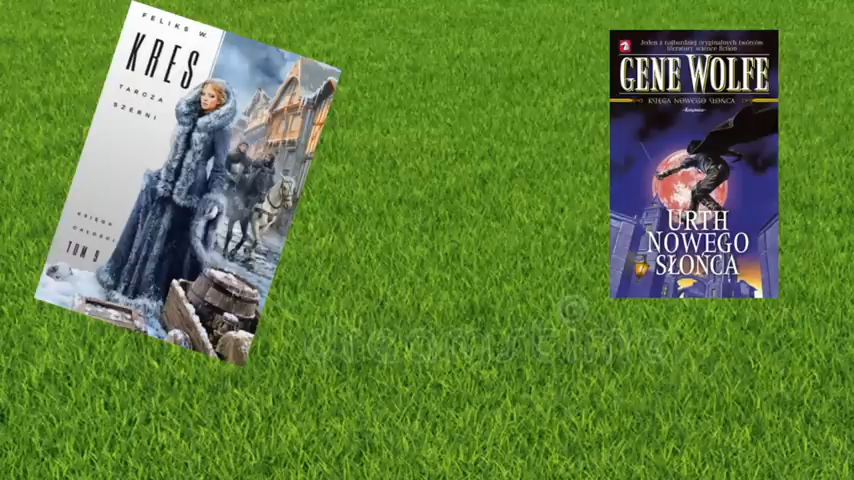 FELIKS W.
KRES
TARCZA
SZERNI
KSIĘGA
CAŁOŚCI
TOM 9
Jeden z najbardziej oryginalnych twórców
literatury science fiction
GENE WOLFE
KSIĘGA NOWEGO SŁOŃCA
URTH
NOWEGO
SŁOŃCA
dreamstime